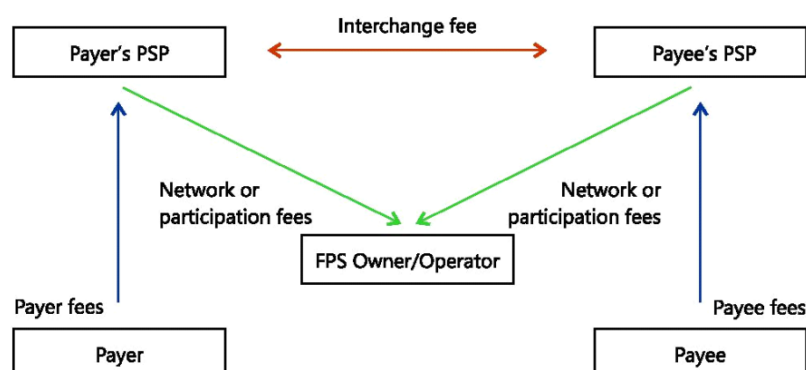 Interchange fee
Payer's PSP
Payee's PSP
Network or
participation fees
Network or
participation fees
FPS Owner/Operator
Payer fees
Payee fees
Payer
Payee